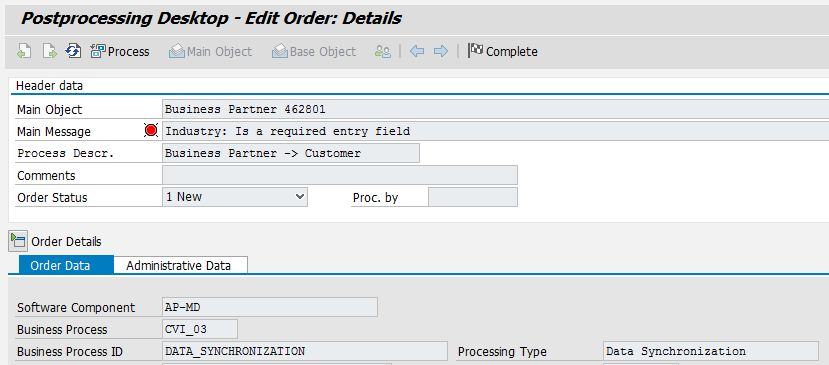 Postprocessing Desktop - Edit Order: Details
Process Main Object Base Object Complete
Header data
Main Object Business Partner 462801
Main Message Industry: Is a required entry field
Process Descr. Business Partner -> Customer
Comments
Order Status 1 New Proc. by
Order Details
Order Data Administrative Data
Software Component AP-MD
Business Process CVI_03
Business Process ID DATA_SYNCHRONIZATION Processing Type Data Synchronization